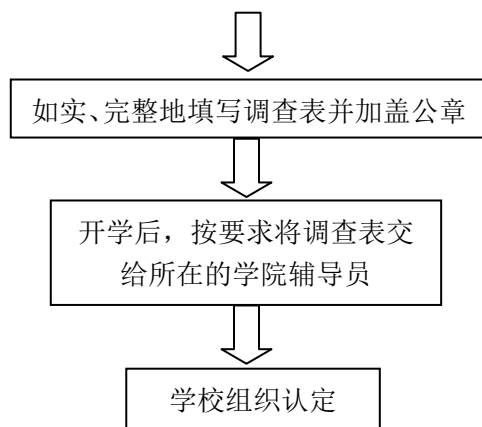 如实、完整地填写调查表并加盖公章
开学后，按要求将调查表交
给所在的学院辅导员
学校组织认定